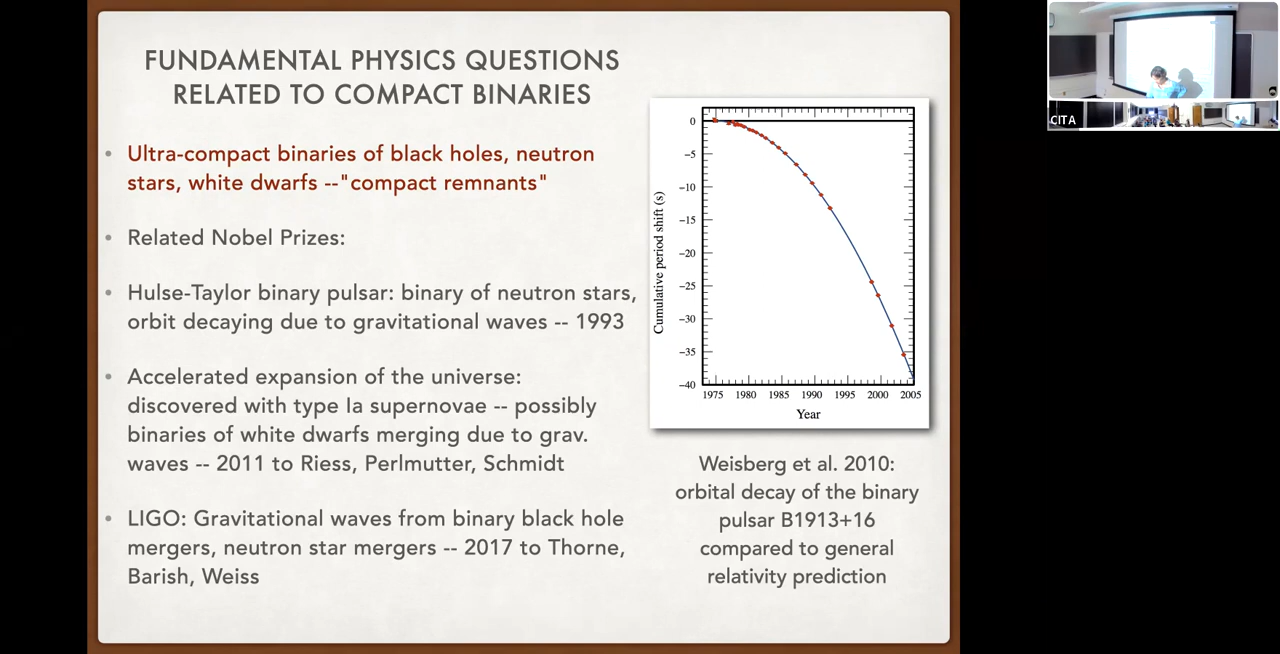 FUNDAMENTAL PHYSICS QUESTIONS
RELATED TO COMPACT BINARIES
• Ultra-compact binaries of black holes, neutron
stars, white dwarfs --"compact remnants"
• Related Nobel Prizes:
• Hulse-Taylor binary pulsar: binary of neutron stars,
orbit decaying due to gravitational waves -- 1993
• Accelerated expansion of the universe:
discovered with type Ia supernovae -- possibly
binaries of white dwarfs merging due to grav.
waves -- 2011 to Riess, Perlmutter, Schmidt
• LIGO: Gravitational waves from binary black hole
mergers, neutron star mergers -- 2017 to Thorne,
Barish, Weiss
Cumulative period shift (s)
0
−5
−10
−15
−20
−25
−30
−35
−40
1975 1980 1985 1990 1995 2000 2005
Year
Weisberg et al. 2010:
orbital decay of the binary
pulsar B1913+16
compared to general
relativity prediction
CITA